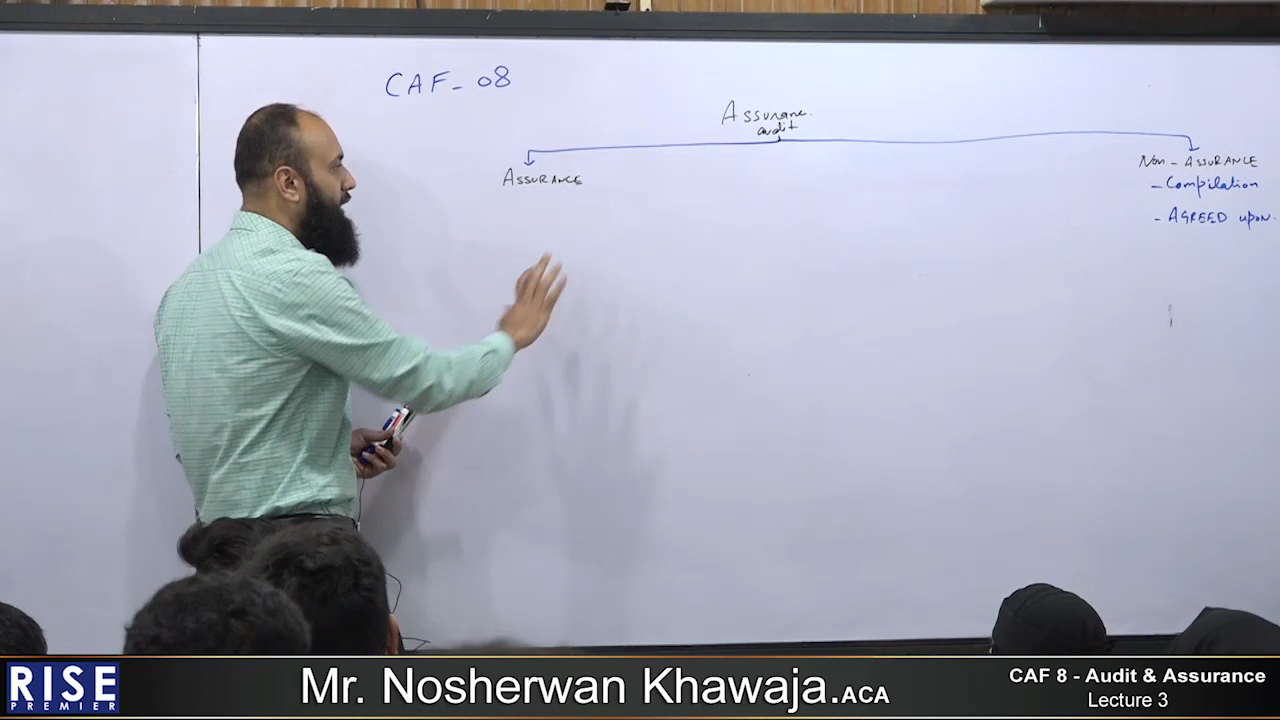 CAF - 08
Assurance
audit
ASSURANCE
Non - ASSURANCE
- Compilation
- AGREED upon.
RISE
PREMIER
Mr. Nosherwan Khawaja.ACA
CAF 8 - Audit & Assurance
Lecture 3